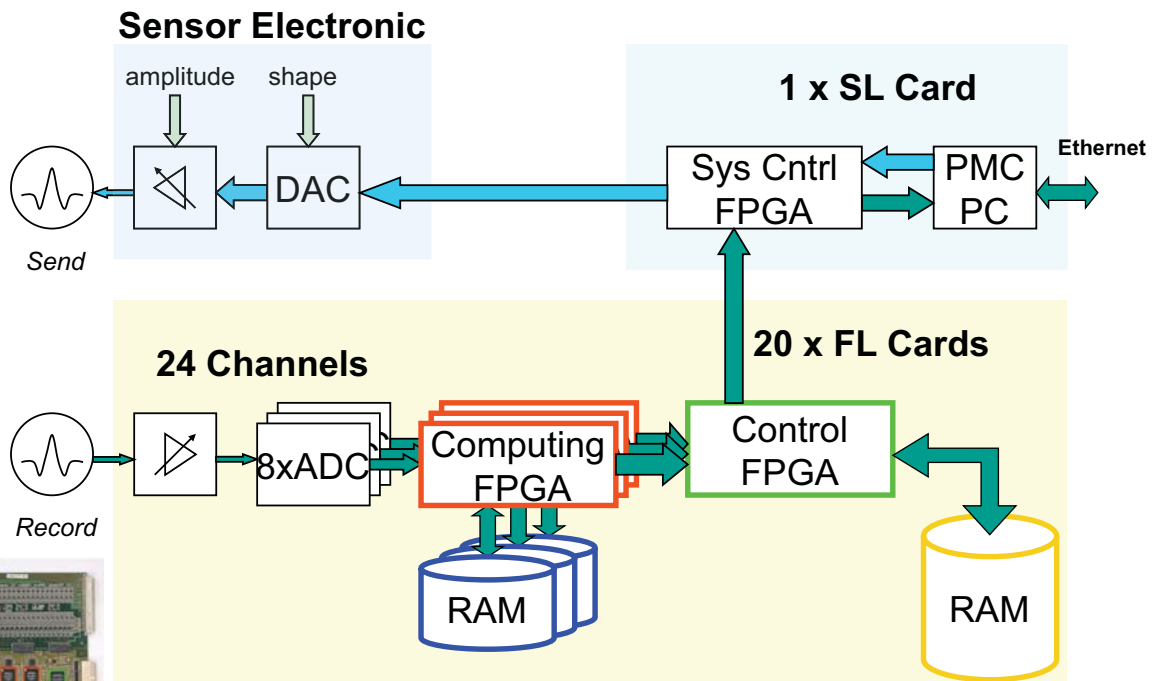 Sensor Electronic
amplitude
shape
1 x SL Card
Ethernet
DAC
Sys Cntrl
FPGA
PMC
PC
Send
24 Channels
20 x FL Cards
8xADC
Computing
FPGA
Control
FPGA
Record
RAM
RAM